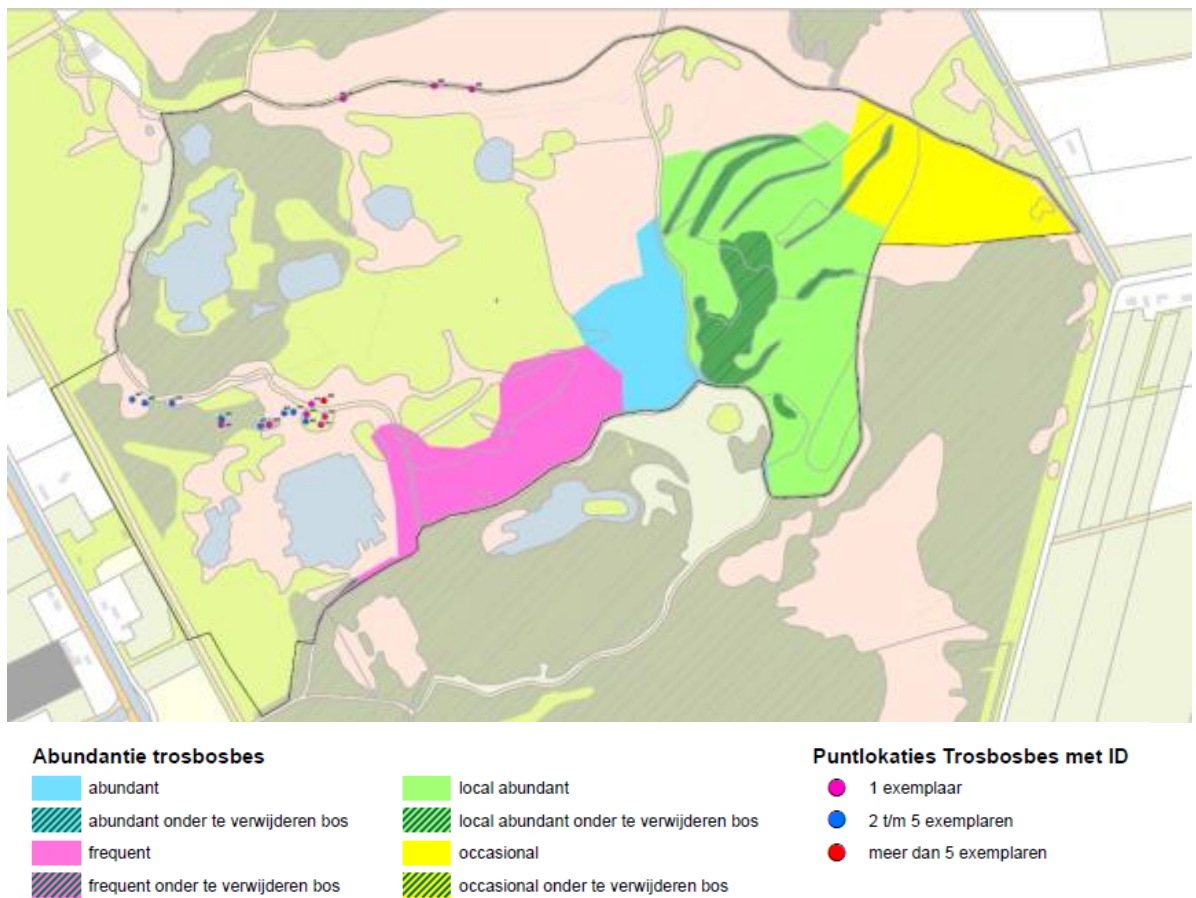 Abundantie trosbosbes
abundant
abundant onder te verwijderen bos
frequent
frequent onder te verwijderen bos
local abundant
local abundant onder te verwijderen bos
occasional
occasional onder te verwijderen bos
Puntlokaties Trosbosbes met ID
1 exemplaar
2 t/m 5 exemplaren
meer dan 5 exemplaren